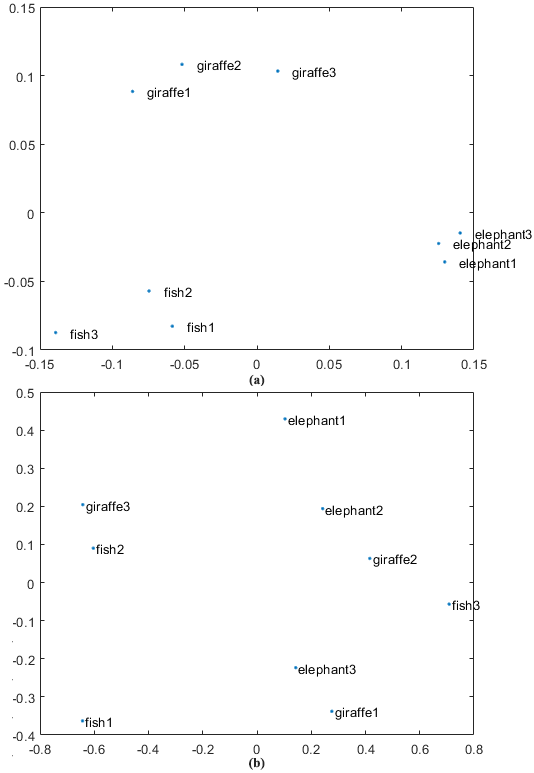 0.15
giraffe2
giraffe3
0.1
giraffe1
0.05
0
elephant3
elephant2
elephant1
-0.05
fish2
fish1
fish3
-0.1
-0.15 -0.1 -0.05 0 0.05 0.1 0.15
(a)
0.5
elephant1
0.4
0.3
0.2
giraffe3
elephant2
0.1
fish2
giraffe2
0
fish3
-0.1
-0.2
elephant3
-0.3
giraffe1
fish1
-0.4
-0.8 -0.6 -0.4 -0.2 0 0.2 0.4 0.6 0.8
(b)